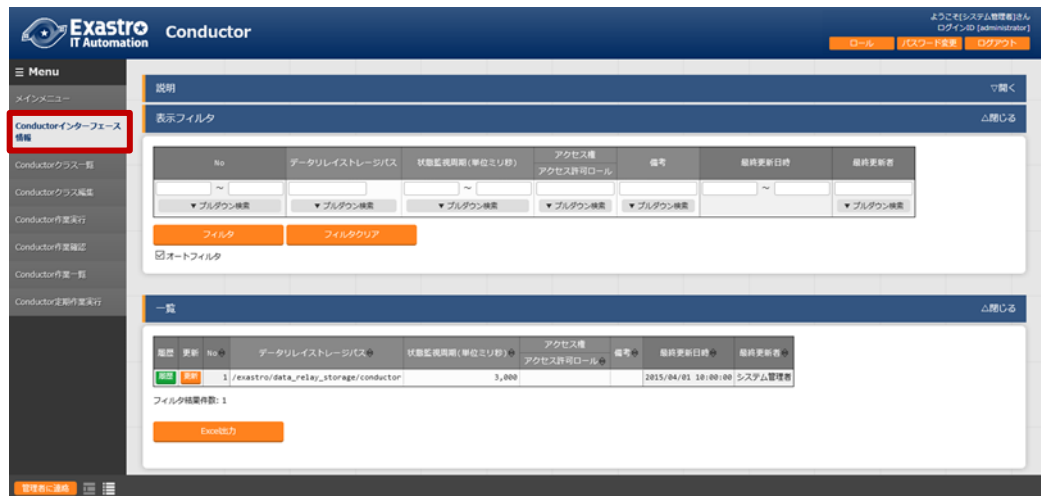 Exastro
IT Automation
Conductor
ようこそ[システム管理者]さん
ログインID [administrator]
ロール
パスワード変更
ログアウト
Menu
メインメニュー
Conductorインターフェース
情報
Conductorクラス一覧
Conductorクラス編集
Conductor作業実行
Conductor作業確認
Conductor作業一覧
Conductor定期作業実行
説明
▽開く
表示フィルタ
△閉じる
No
データリレイストレージパス
状態監視周期(単位ミリ秒)
アクセス権
アクセス許可ロール
備考
最終更新日時
最終更新者
～
～
～
▼プルダウン検索
▼プルダウン検索
▼プルダウン検索
▼プルダウン検索
▼プルダウン検索
▼プルダウン検索
フィルタ
フィルタクリア
オートフィルタ
一覧
△閉じる
履歴 更新 No データリレイストレージパス 状態監視周期(単位ミリ秒) アクセス権 備考 最終更新日時 最終更新者
アクセス許可ロール
履歴 更新 1 /exastro/data_relay_storage/conductor 3,000 2015/04/01 10:00:00 システム管理者
フィルタ結果件数: 1
Excel出力
管理者に連絡